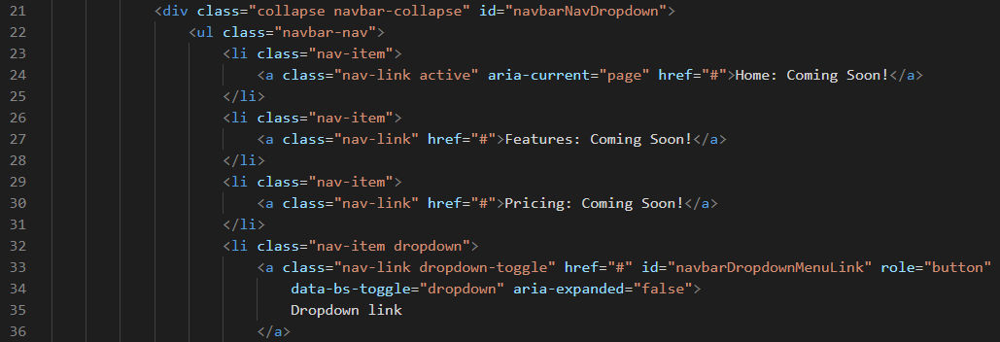 21 <div class="collapse navbar-collapse" id="navbarNavDropdown">
22 <ul class="navbar-nav">
23 <li class="nav-item">
24 <a class="nav-link active" aria-current="page" href="#">Home: Coming Soon!</a>
25 </li>
26 <li class="nav-item">
27 <a class="nav-link" href="#">Features: Coming Soon!</a>
28 </li>
29 <li class="nav-item">
30 <a class="nav-link" href="#">Pricing: Coming Soon!</a>
31 </li>
32 <li class="nav-item dropdown">
33 <a class="nav-link dropdown-toggle" href="#" id="navbarDropdownMenuLink" role="button"
34 data-bs-toggle="dropdown" aria-expanded="false">
35 Dropdown link
36 </a>